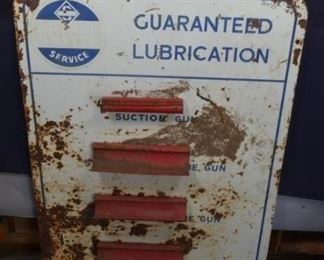 SERVICE
GUARANTEED
LUBRICATION
SUCTION GUN
GUN
GUN